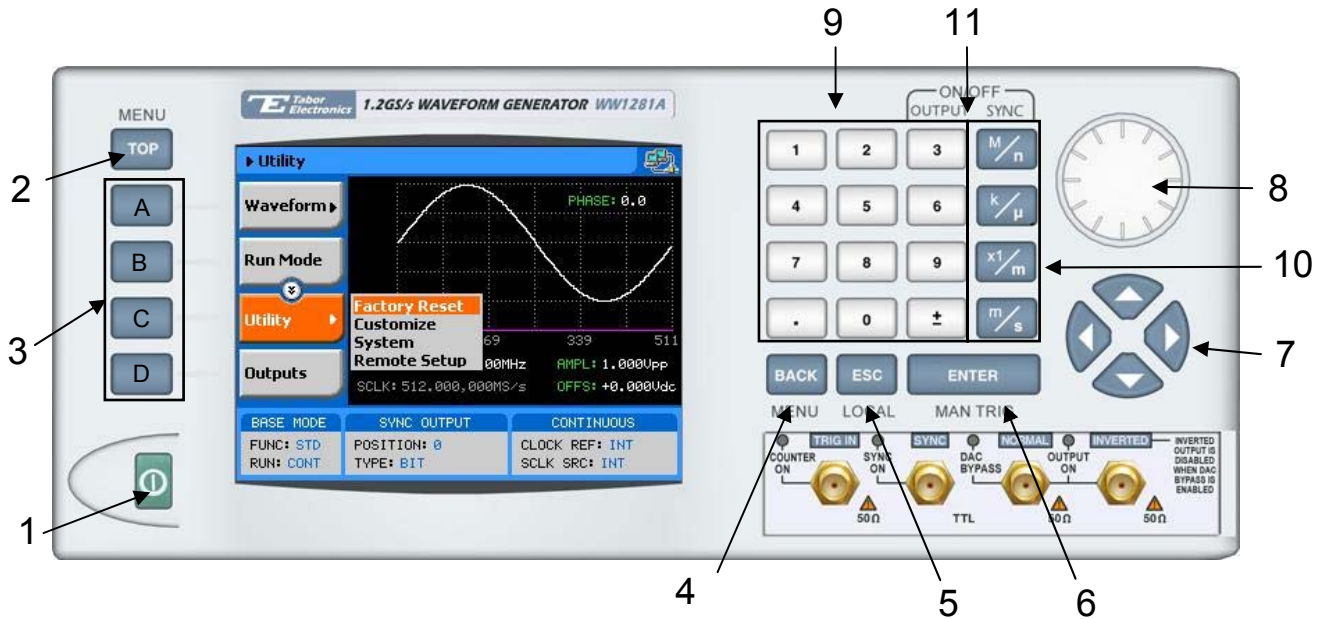 9
11
ON/OFF
OUTPUT SYNC
MENU
TOP
2
A
B
C
D
3
1
Tabor Electronics
1.2GS/s WAVEFORM GENERATOR WW1281A
Utility
Waveform
Run Mode
Utility
Outputs
PHASE: 0.0
Factory Reset
Customize
System
Remote Setup
69 339 511
00MHz AMPL: 1.000Vpp
SCLK: 512.000,000MS/s OFFS: +0.000Vdc
BASE MODE SYNC OUTPUT CONTINUOUS
FUNC: STD POSITION: 0 CLOCK REF: INT
RUN: CONT TYPE: BIT SCLK SRC: INT
1 2 3 M/n
4 5 6 k/µ
7 8 9 x1/m
. 0 ± m/s
BACK ESC ENTER
MENU LOCAL MAN TRIG
8
10
7
TRIG IN SYNC NORMAL INVERTED
COUNTER ON
SYNC ON
DAC BYPASS
OUTPUT ON
INVERTED
OUTPUT IS
DISABLED
WHEN DAC
BYPASS IS
ENABLED
50Ω TTL 50Ω 50Ω
4
5
6